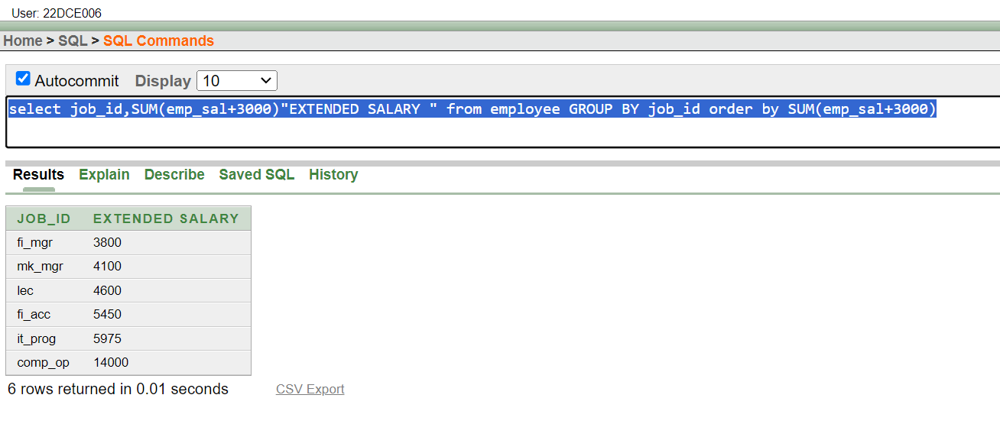 User: 22DCE006
Home > SQL > SQL Commands
Autocommit Display 10
select job_id,SUM(emp_sal+3000)"EXTENDED SALARY " from employee GROUP BY job_id order by SUM(emp_sal+3000)
Results Explain Describe Saved SQL History
JOB_ID EXTENDED SALARY
fi_mgr 3800
mk_mgr 4100
lec 4600
fi_acc 5450
it_prog 5975
comp_op 14000
6 rows returned in 0.01 seconds CSV Export